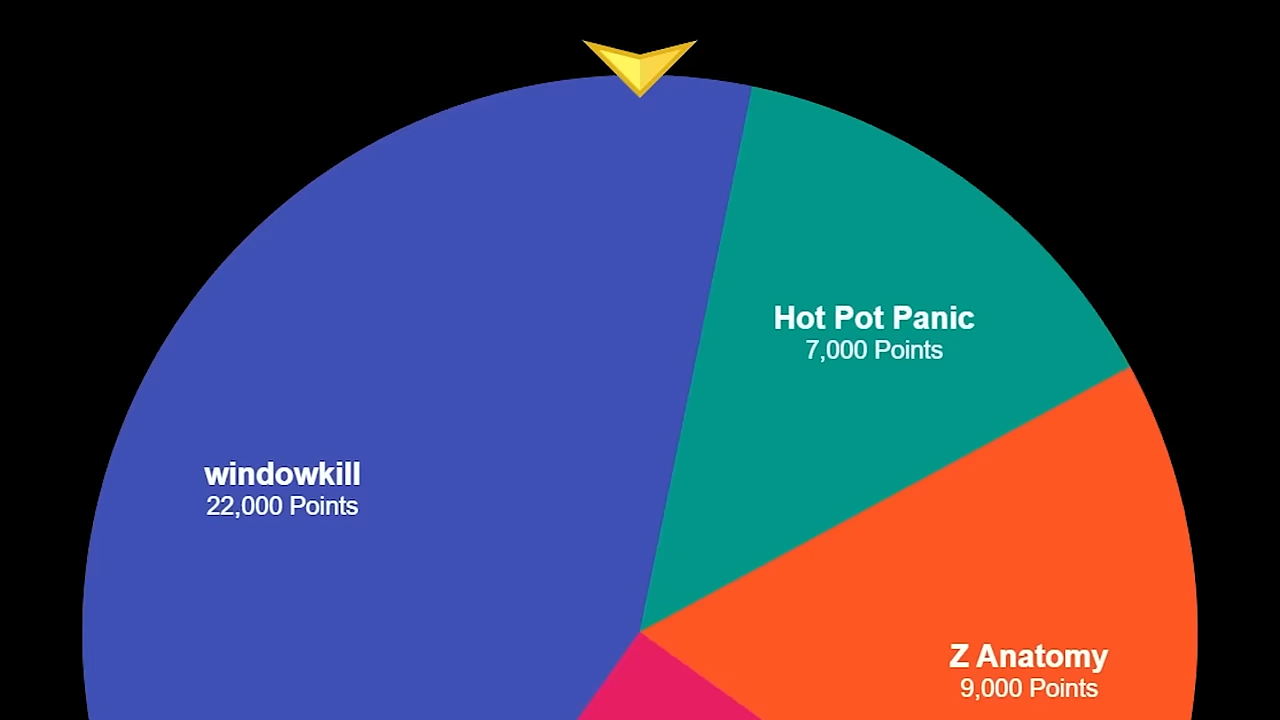 Hot Pot Panic
7,000 Points
windowkill
22,000 Points
Z Anatomy
9,000 Points